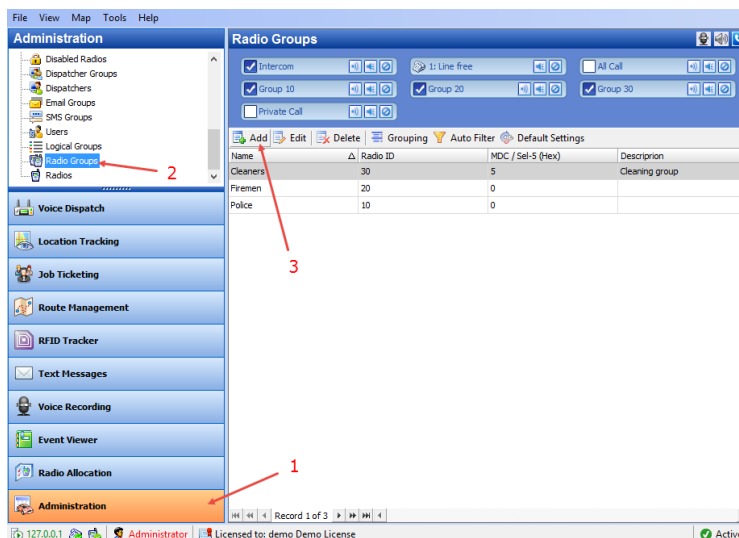 File View Map Tools Help
Administration
Radio Groups
Disabled Radios
Dispatcher Groups
Dispatchers
Email Groups
SMS Groups
Users
Logical Groups
Radio Groups
Radios
2
Intercom
1: Line free
All Call
Group 10
Group 20
Group 30
Private Call
Add Edit Delete Grouping Auto Filter Default Settings
Name Radio ID MDC / Sel-5 (Hex) Description
Cleaners 30 5 Cleaning group
Firemen 20 0
Police 10 0
3
Voice Dispatch
Location Tracking
Job Ticketing
Route Management
RFID Tracker
Text Messages
Voice Recording
Event Viewer
Radio Allocation
Administration
1
Record 1 of 3
127.0.0.1 Administrator Licensed to: demo Demo License Active